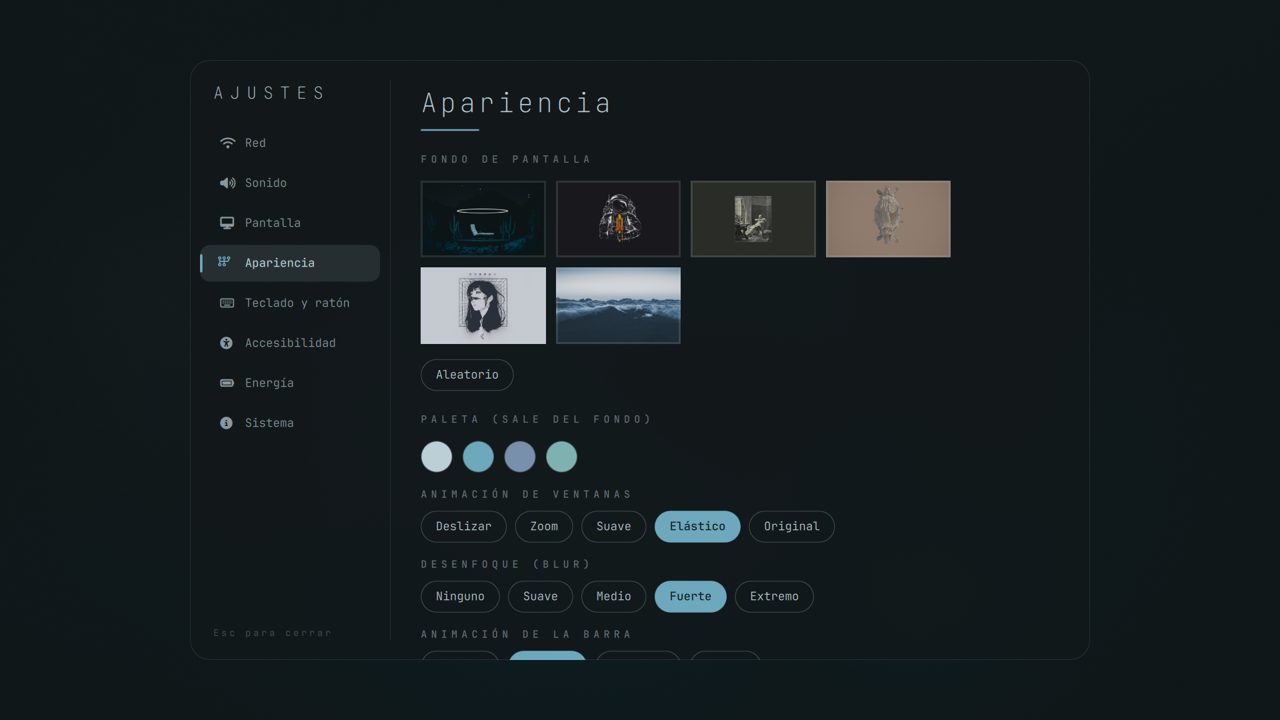 AJUSTES
Red
Sonido
Pantalla
Apariencia
Teclado y ratón
Accesibilidad
Energía
Sistema
Esc para cerrar
Apariencia
FONDO DE PANTALLA
Aleatorio
PALETA (SALE DEL FONDO)
ANIMACIÓN DE VENTANAS
Deslizar Zoom Suave Elástico Original
DESENFOQUE (BLUR)
Ninguno Suave Medio Fuerte Extremo
ANIMACIÓN DE LA BARRA